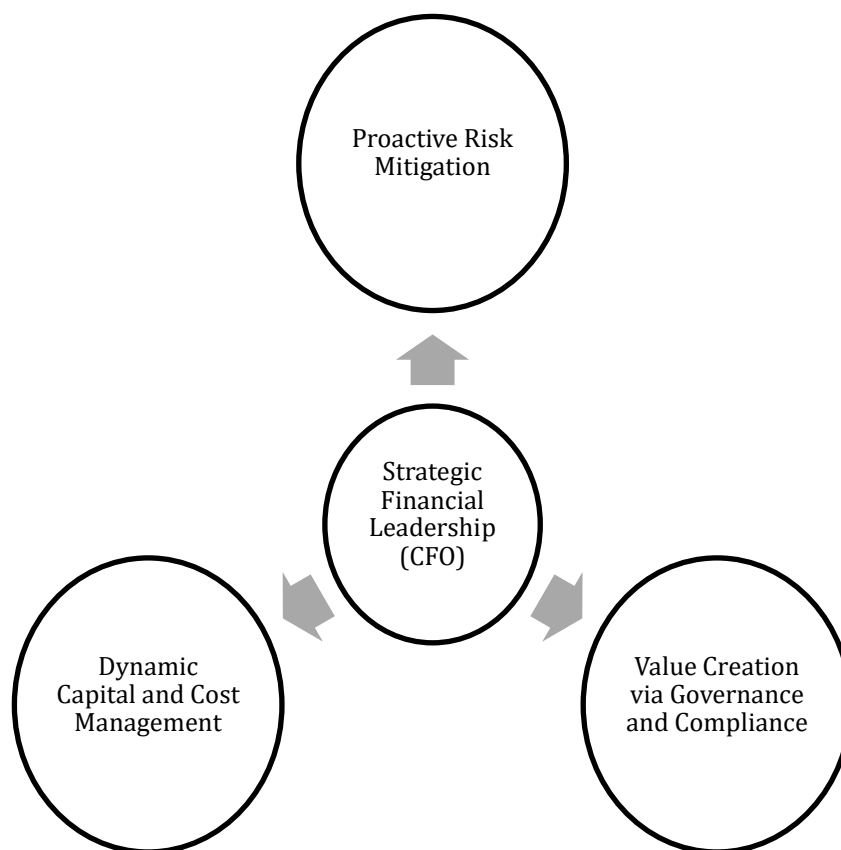 Proactive Risk
Mitigation
Strategic
Financial
Leadership
(CFO)
Dynamic
Capital and Cost
Management
Value Creation
via Governance
and Compliance